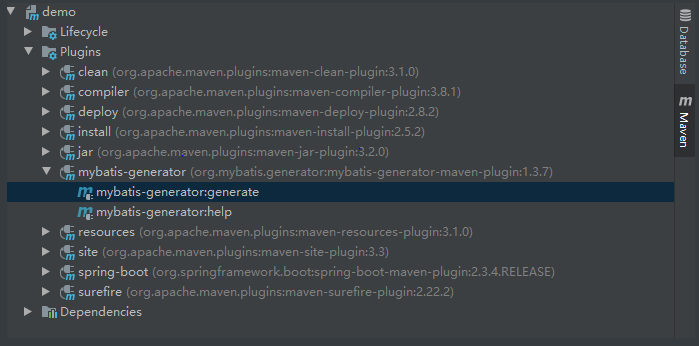 demo
Lifecycle
Plugins
clean (org.apache.maven.plugins:maven-clean-plugin:3.1.0)
compiler (org.apache.maven.plugins:maven-compiler-plugin:3.8.1)
deploy (org.apache.maven.plugins:maven-deploy-plugin:2.8.2)
install (org.apache.maven.plugins:maven-install-plugin:2.5.2)
jar (org.apache.maven.plugins:maven-jar-plugin:3.2.0)
mybatis-generator (org.mybatis.generator:mybatis-generator-maven-plugin:1.3.7)
mybatis-generator:generate
mybatis-generator:help
resources (org.apache.maven.plugins:maven-resources-plugin:3.1.0)
site (org.apache.maven.plugins:maven-site-plugin:3.3)
spring-boot (org.springframework.boot:spring-boot-maven-plugin:2.3.4.RELEASE)
surefire (org.apache.maven.plugins:maven-surefire-plugin:2.22.2)
Dependencies
Database
Maven